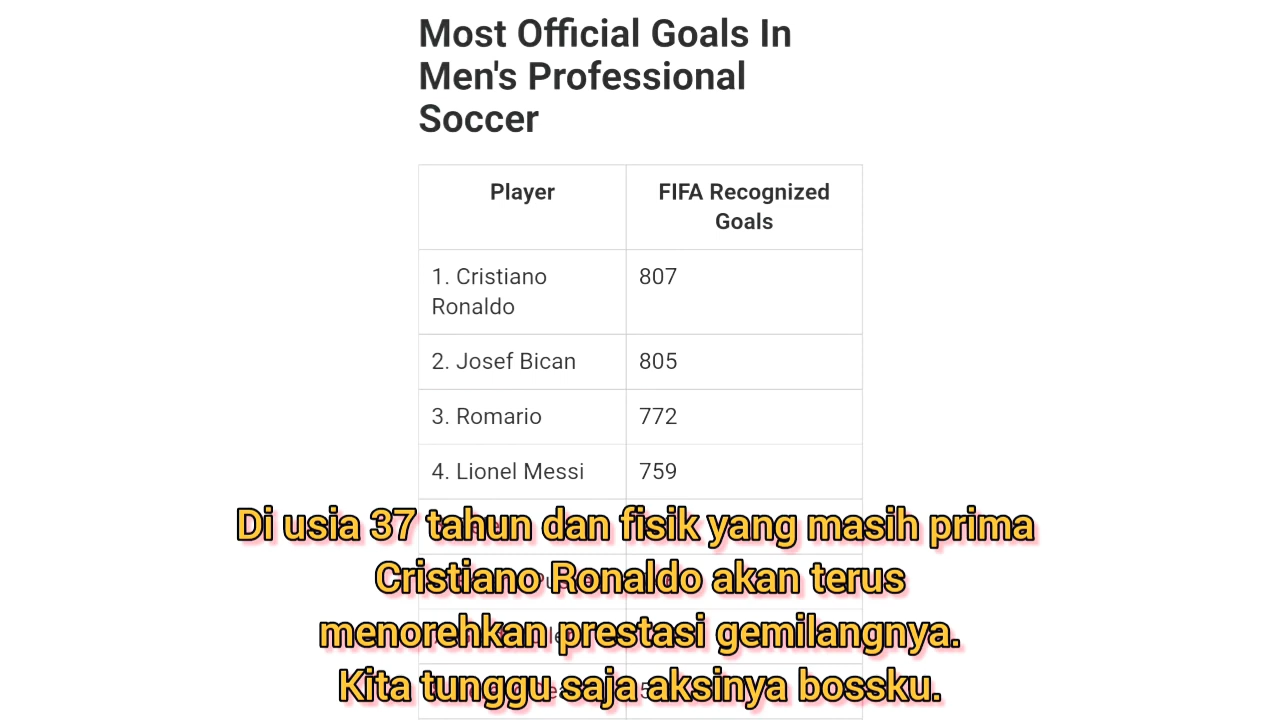 Most Official Goals In
Men's Professional
Soccer
Player
FIFA Recognized
Goals
1. Cristiano
Ronaldo
807
2. Josef Bican
805
3. Romario
772
4. Lionel Messi
759
Di usia 37 tahun dan fisik yang masih prima
Cristiano Ronaldo akan terus
menorehkan prestasi gemilangnya.
Kita tunggu saja aksinya bossku.